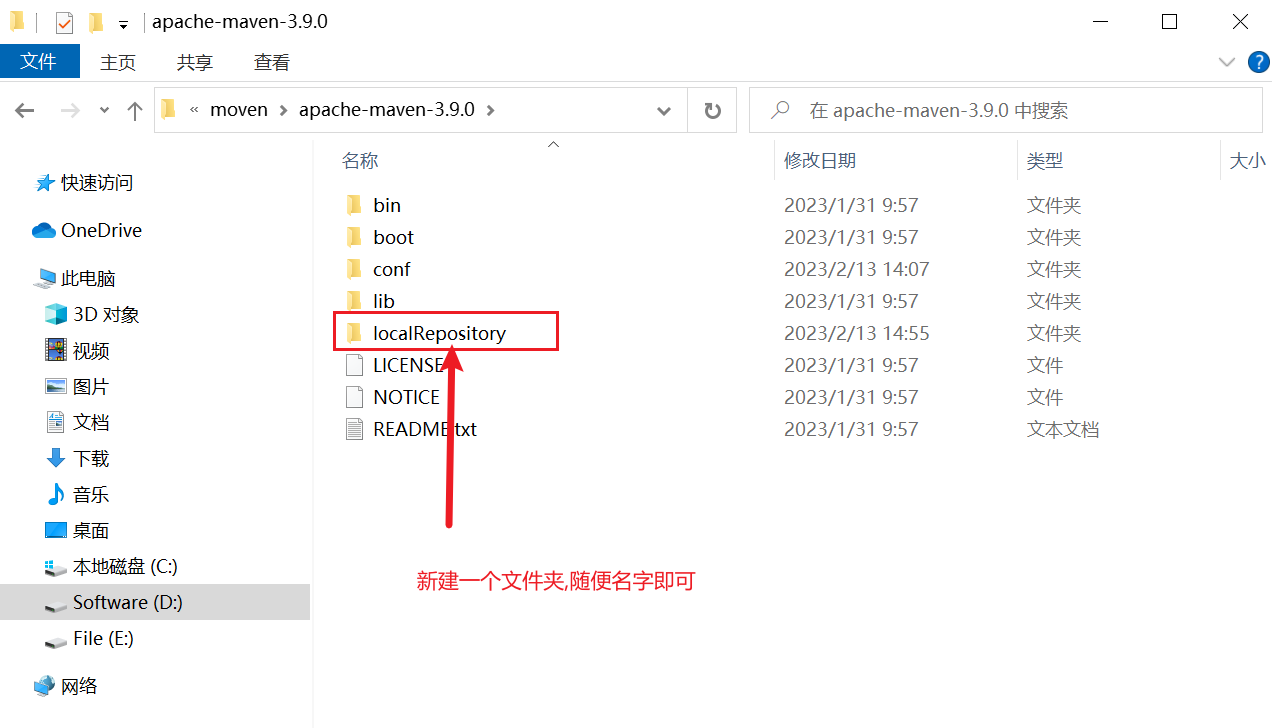 apache-maven-3.9.0
文件 主页 共享 查看
« moven > apache-maven-3.9.0 > 在 apache-maven-3.9.0 中搜索
名称 修改日期 类型 大小
快速访问
OneDrive
此电脑
3D 对象
视频
图片
文档
下载
音乐
桌面
本地磁盘 (C:)
Software (D:)
File (E:)
网络
bin 2023/1/31 9:57 文件夹
boot 2023/1/31 9:57 文件夹
conf 2023/2/13 14:07 文件夹
lib 2023/1/31 9:57 文件夹
localRepository 2023/2/13 14:55 文件夹
LICENSE 2023/1/31 9:57 文件
NOTICE 2023/1/31 9:57 文件
README.txt 2023/1/31 9:57 文本文档
新建一个文件夹,随便名字即可